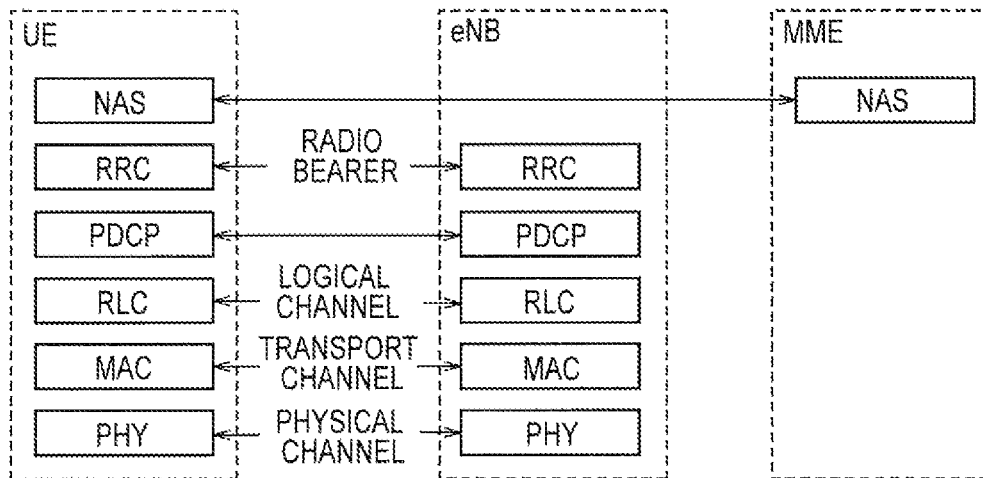 UE
eNB
MME
NAS
NAS
RADIO
BEARER
RRC
RRC
PDCP
PDCP
LOGICAL
CHANNEL
RLC
RLC
TRANSPORT
CHANNEL
MAC
MAC
PHYSICAL
CHANNEL
PHY
PHY